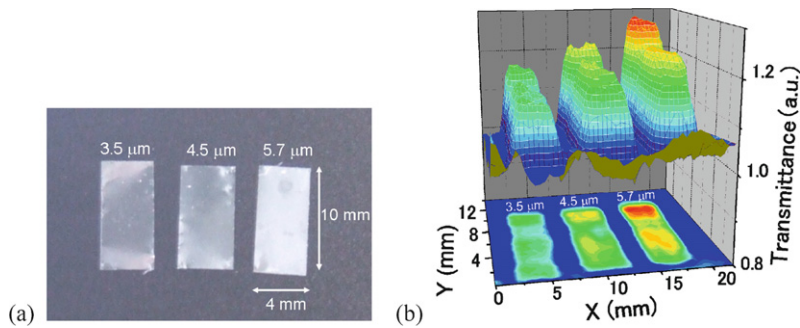 3.5 μm 4.5 μm 5.7 μm
10 mm
4 mm
(a)
1.2
1.0
0.8
Transmittance (a.u.)
3.5 μm 4.5 μm 5.7 μm
12
8
4
Y (mm)
0 5 10 15 20
X (mm)
(b)